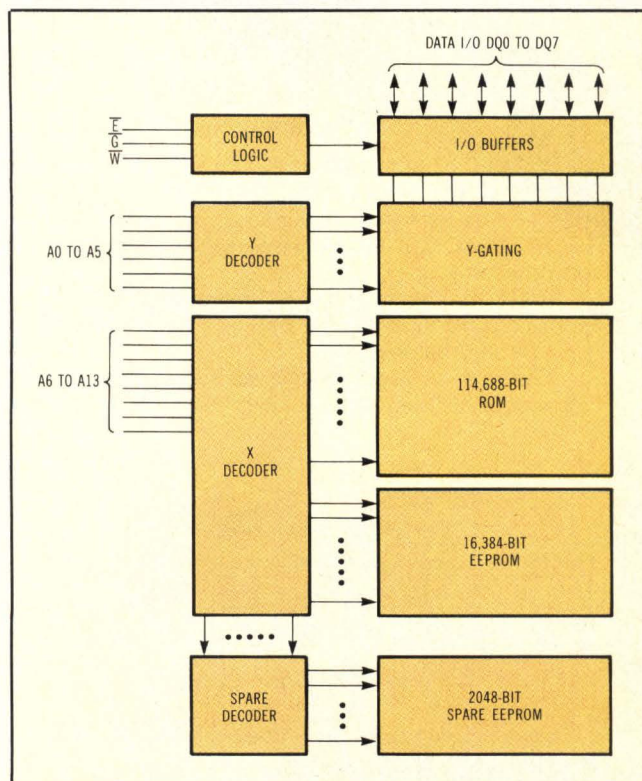 DATA I/O DQ0 TO DQ7
E̅
G̅
W̅
CONTROL
LOGIC
I/O BUFFERS
A0 TO A5
Y
DECODER
Y-GATING
A6 TO A13
X
DECODER
114,688-BIT
ROM
16,384-BIT
EEPROM
SPARE
DECODER
2048-BIT
SPARE EEPROM